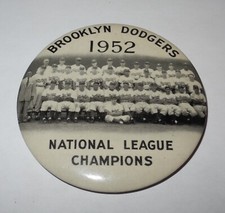 BROOKLYN DODGERS
1952
NATIONAL LEAGUE
CHAMPIONS